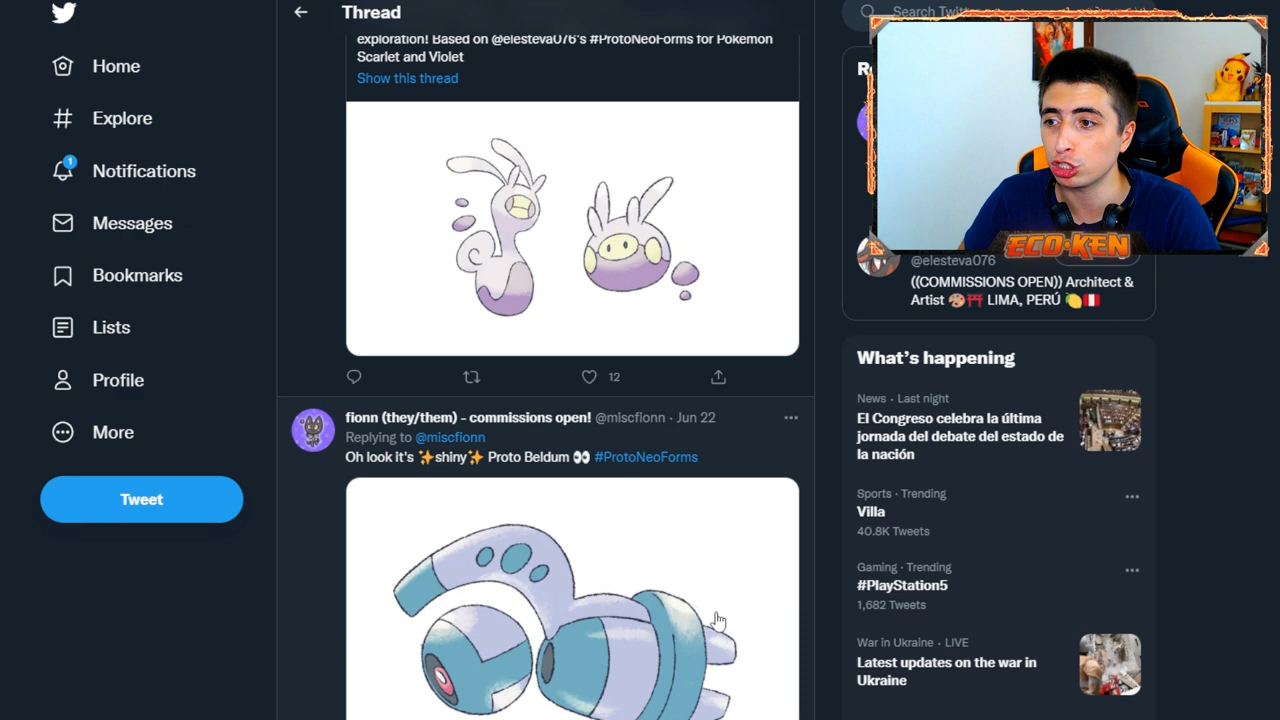 Home
Explore
1
Notifications
Messages
Bookmarks
Lists
Profile
More
Tweet
Thread
exploration! Based on @elesteva076's #ProtoNeoForms for Pokemon
Scarlet and Violet
Show this thread
12
fionn (they/them) - commissions open! @miscfionn · Jun 22
Replying to @miscfionn
Oh look it's ✨shiny✨ Proto Beldum 👀 #ProtoNeoForms
Search Twitter
ECO-KEN
@elesteva076
((COMMISSIONS OPEN)) Architect &
Artist 🎨⛩️ LIMA, PERÚ 🍋🇵🇪
What's happening
News · Last night
El Congreso celebra la última
jornada del debate del estado de
la nación
Sports · Trending
Villa
40.8K Tweets
Gaming · Trending
#PlayStation5
1,682 Tweets
War in Ukraine · LIVE
Latest updates on the war in
Ukraine